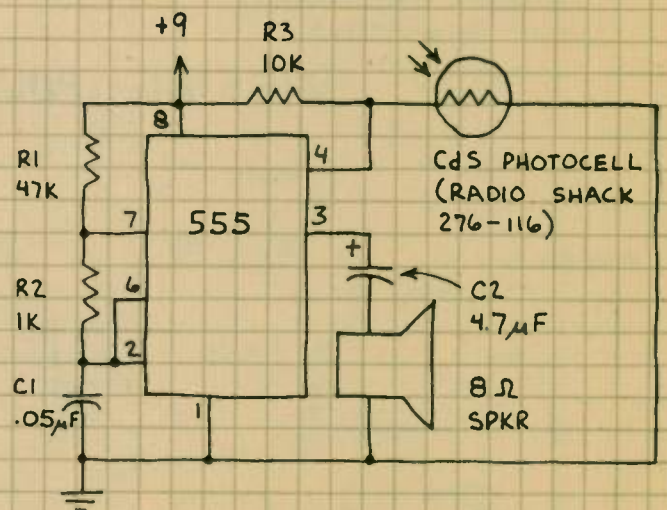 +9
R3
10K
8
4
R1
47K
CdS PHOTOCELL
(RADIO SHACK
276-116)
555
7
3
+
R2
1K
6
C2
4.7µF
2
C1
.05µF
1
8 Ω
SPKR